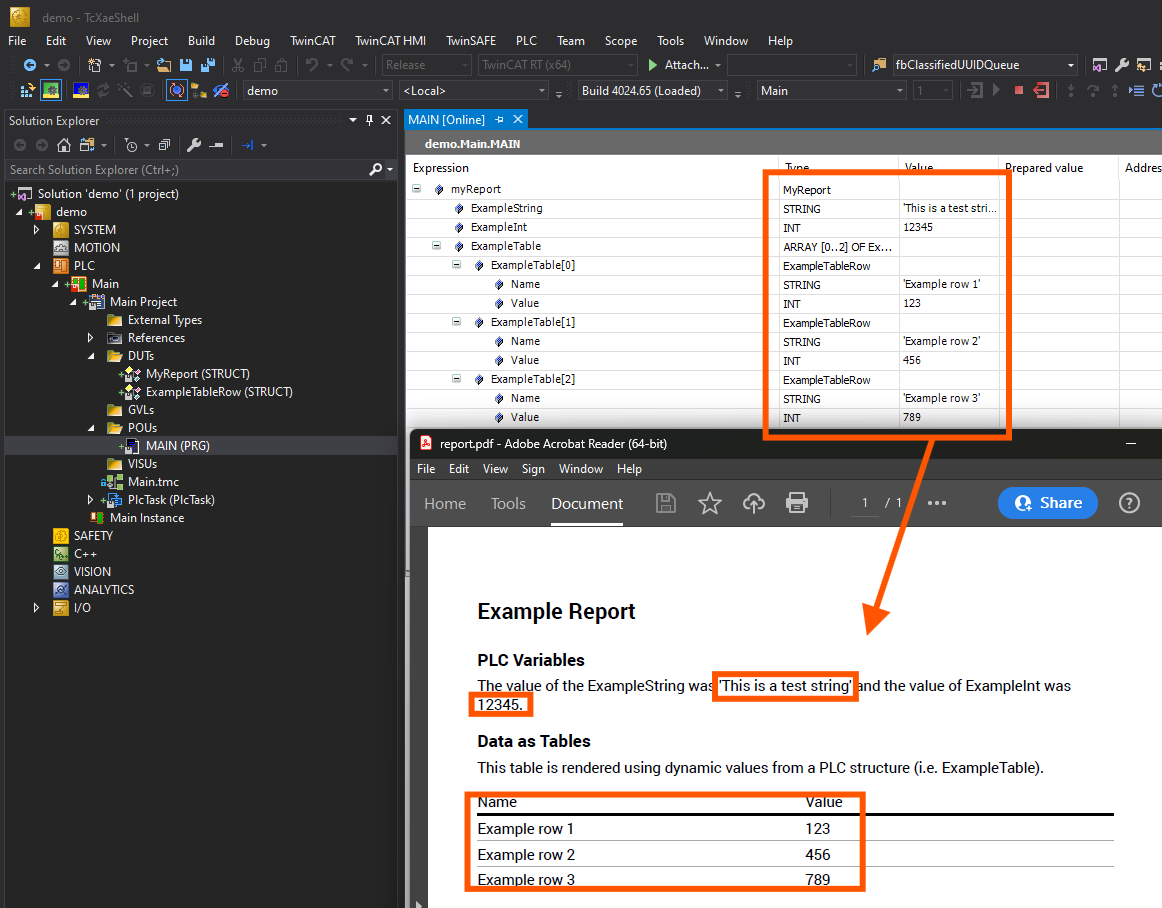 demo - TcXaeShell
File Edit View Project Build Debug TwinCAT TwinCAT HMI TwinSAFE PLC Team Scope Tools Window Help
Release TwinCAT RT (x64) Attach... fbClassifiedUUIDQueue
demo <Local> Build 4024.65 (Loaded) Main 1
Solution Explorer
Search Solution Explorer (Ctrl+;)
Solution 'demo' (1 project)
demo
SYSTEM
MOTION
PLC
Main
Main Project
External Types
References
DUTs
MyReport (STRUCT)
ExampleTableRow (STRUCT)
GVLs
POUs
MAIN (PRG)
VISUs
Main.tmc
PlcTask (PlcTask)
Main Instance
SAFETY
C++
VISION
ANALYTICS
I/O
MAIN [Online]
demo.Main.MAIN
Expression Type Value Prepared value Addres
myReport MyReport
ExampleString STRING 'This is a test stri...
ExampleInt INT 12345
ExampleTable ARRAY [0..2] OF Ex...
ExampleTable[0] ExampleTableRow
Name STRING 'Example row 1'
Value INT 123
ExampleTable[1] ExampleTableRow
Name STRING 'Example row 2'
Value INT 456
ExampleTable[2] ExampleTableRow
Name STRING 'Example row 3'
Value INT 789
report.pdf - Adobe Acrobat Reader (64-bit)
File Edit View Sign Window Help
Home Tools Document 1 / 1 Share
Example Report
PLC Variables
The value of the ExampleString was 'This is a test string' and the value of ExampleInt was
12345.
Data as Tables
This table is rendered using dynamic values from a PLC structure (i.e. ExampleTable).
Name Value
Example row 1 123
Example row 2 456
Example row 3 789